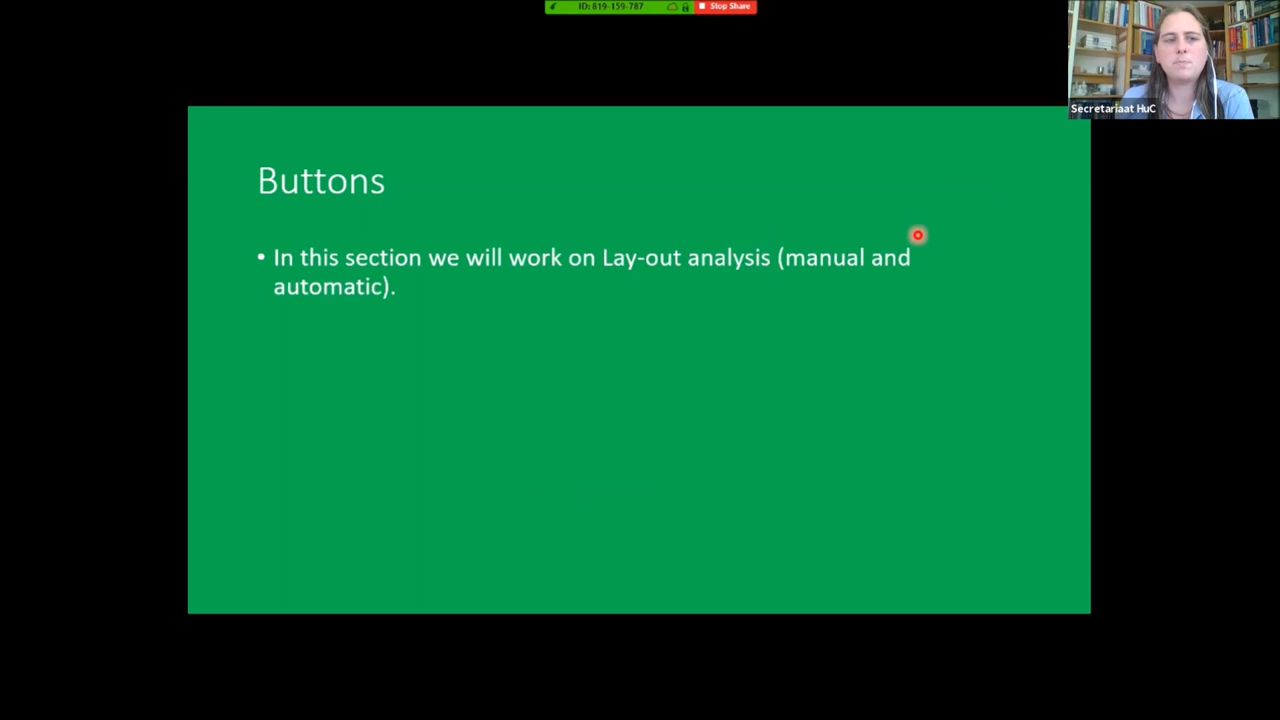 ID: 819-159-787
Stop Share
Secretariaat HuC
Buttons
• In this section we will work on Lay-out analysis (manual and
automatic).